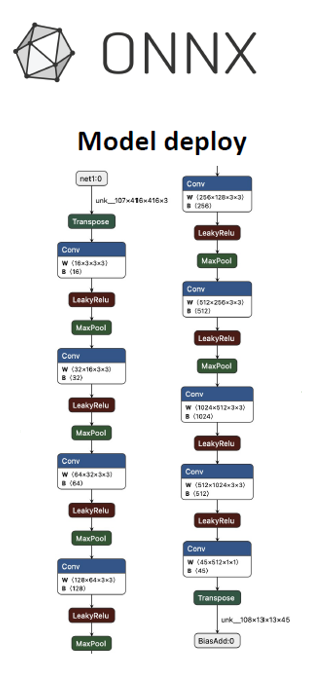 ONNX
Model deploy
net1:0
unk__107×416×416×3
Transpose
Conv
W ⟨16×3×3×3⟩
B ⟨16⟩
LeakyRelu
MaxPool
Conv
W ⟨32×16×3×3⟩
B ⟨32⟩
LeakyRelu
MaxPool
Conv
W ⟨64×32×3×3⟩
B ⟨64⟩
LeakyRelu
MaxPool
Conv
W ⟨128×64×3×3⟩
B ⟨128⟩
LeakyRelu
MaxPool
Conv
W ⟨256×128×3×3⟩
B ⟨256⟩
LeakyRelu
MaxPool
Conv
W ⟨512×256×3×3⟩
B ⟨512⟩
LeakyRelu
MaxPool
Conv
W ⟨1024×512×3×3⟩
B ⟨1024⟩
LeakyRelu
Conv
W ⟨512×1024×3×3⟩
B ⟨512⟩
LeakyRelu
Conv
W ⟨45×512×1×1⟩
B ⟨45⟩
Transpose
unk__108×13×13×45
BiasAdd:0